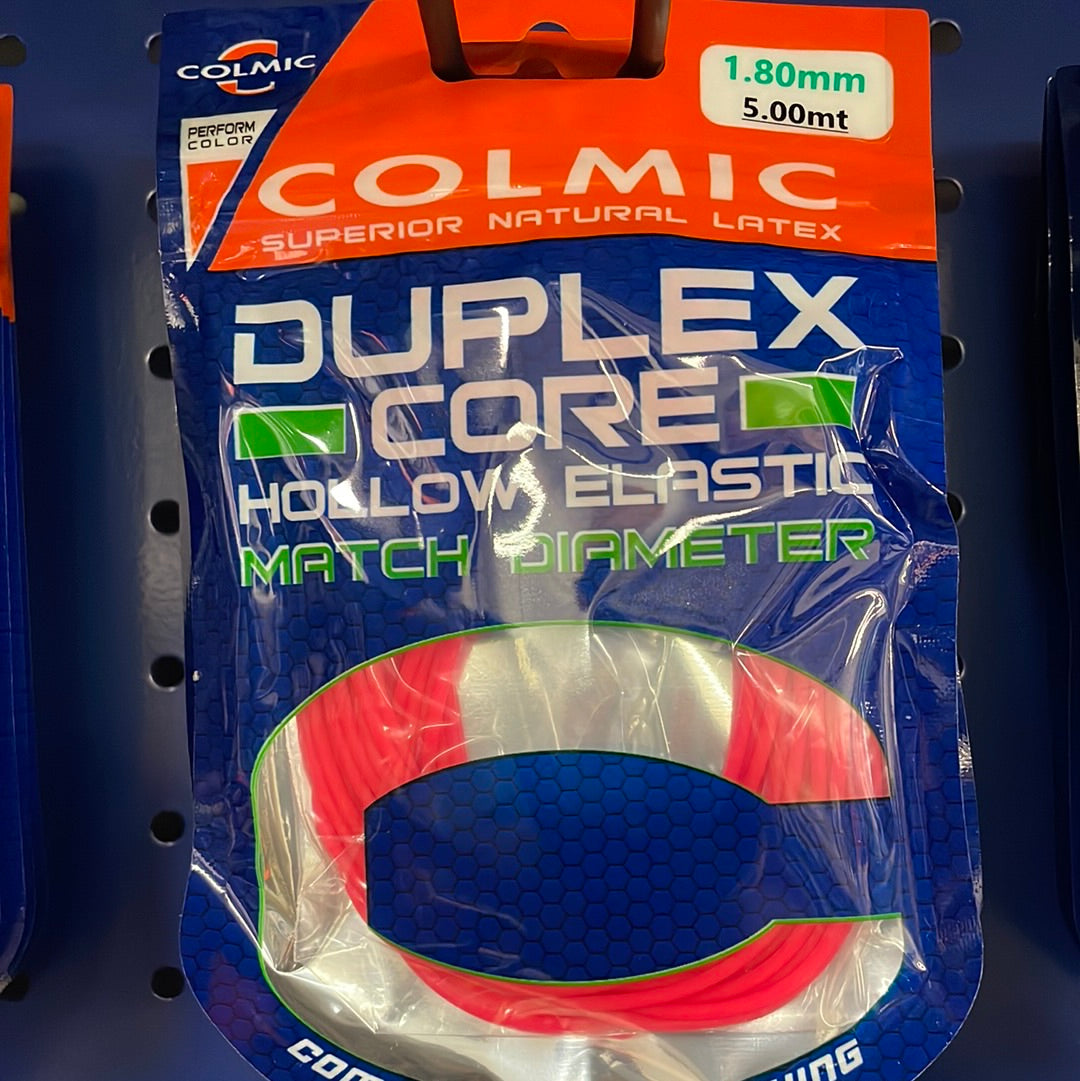 COLMIC
1.80mm
5.00mt
PERFORM
COLOR
COLMIC
SUPERIOR NATURAL LATEX
DUPLEX
CORE
HOLLOW ELASTIC
MATCH DIAMETER